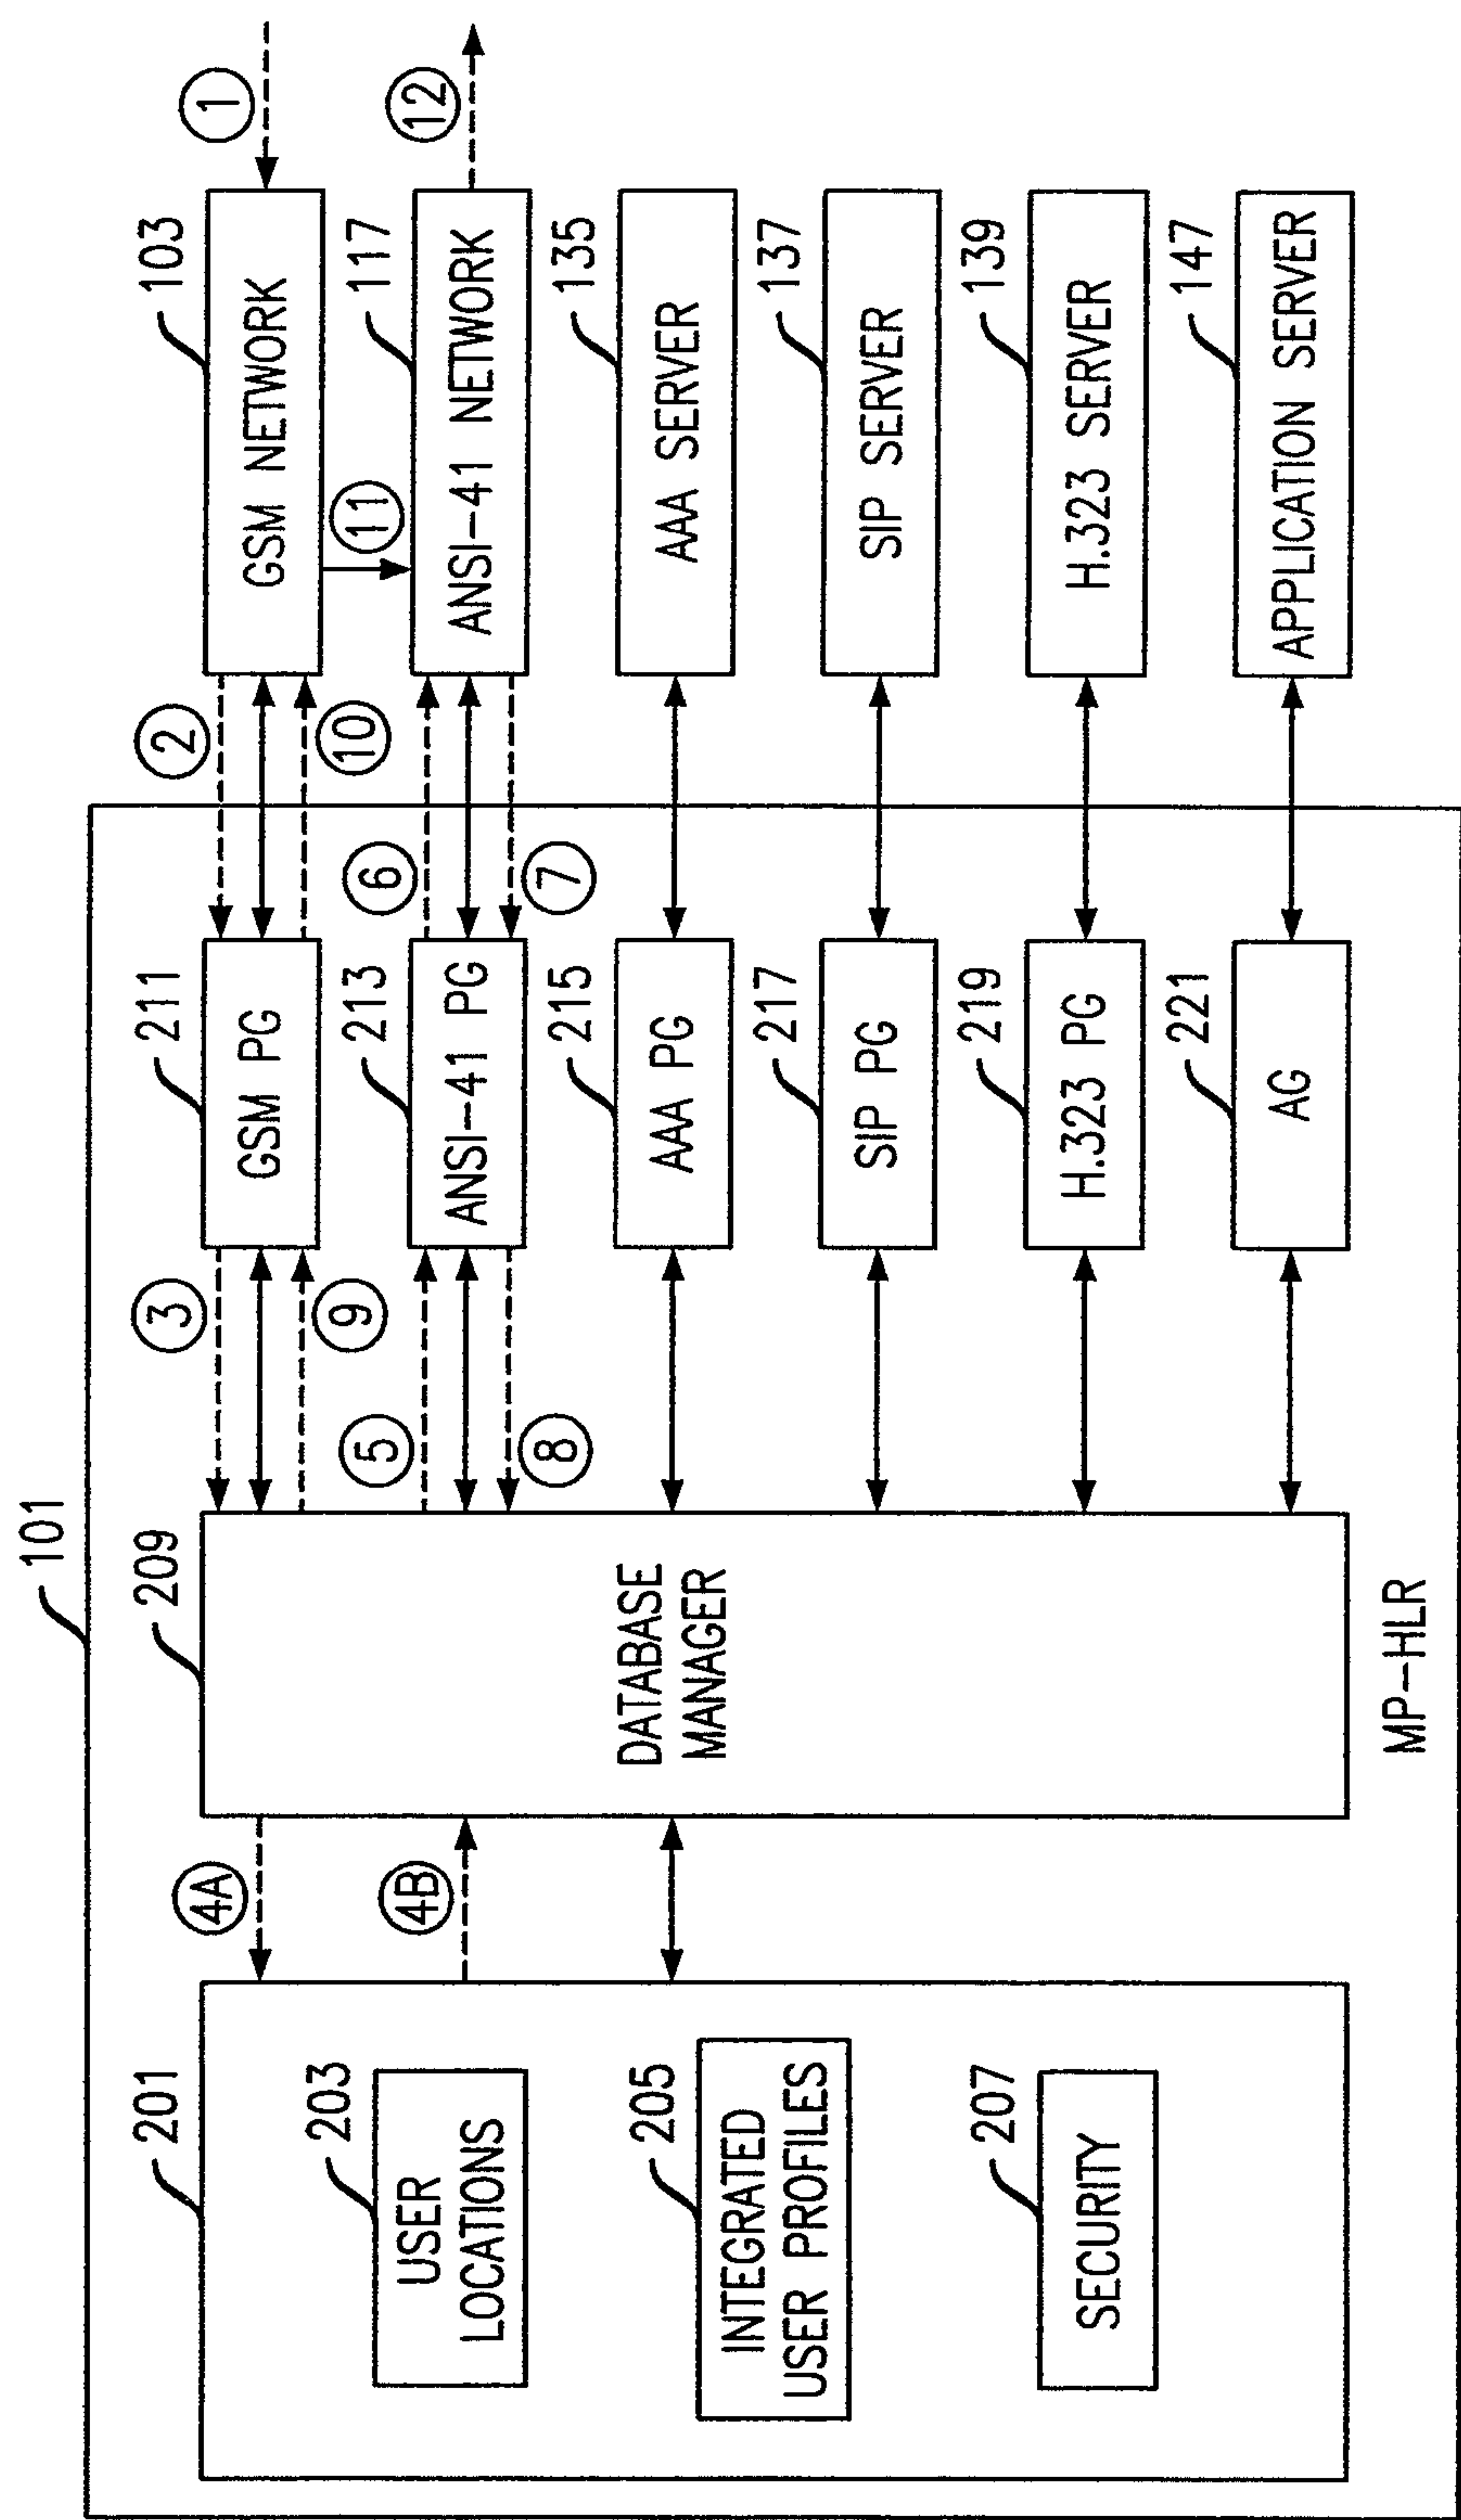 101
201
203
USER
LOCATIONS
205
INTEGRATED
USER PROFILES
207
SECURITY
4A
4B
209
DATABASE
MANAGER
MP-HLR
3
9
5
8
211
GSM PG
213
ANSI-41 PG
215
AAA PG
217
SIP PG
219
H.323 PG
221
AG
2
10
6
7
103
GSM NETWORK
11
117
ANSI-41 NETWORK
135
AAA SERVER
137
SIP SERVER
139
H.323 SERVER
147
APPLICATION SERVER
1
12